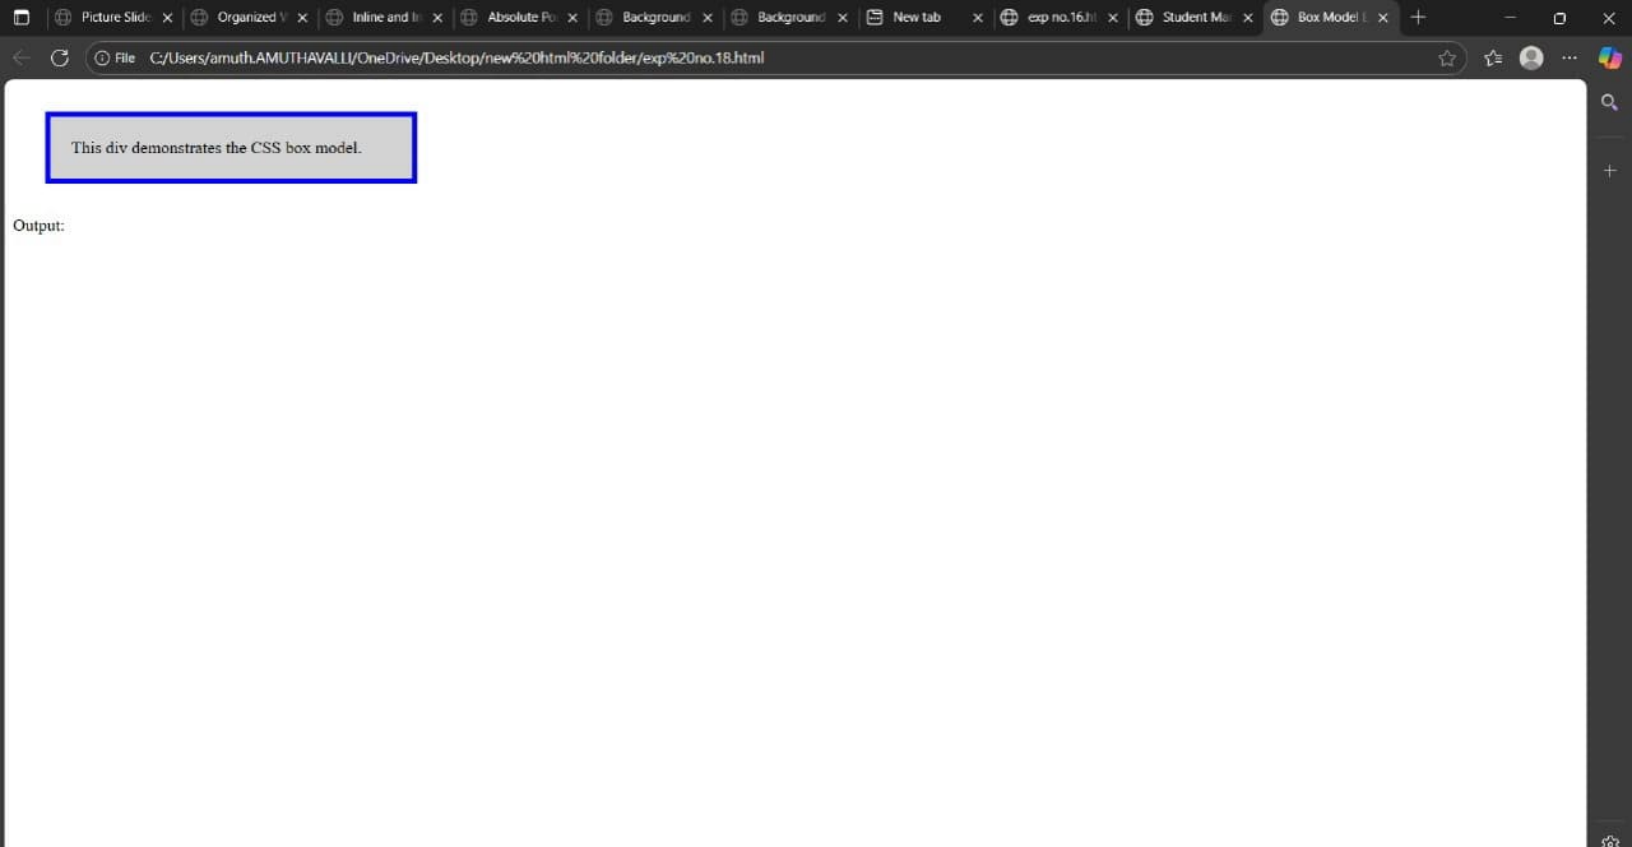 Picture Slide
Organized V
Inline and In
Absolute Po
Background
Background
New tab
exp no.16.ht
Student Ma
Box Model E
File C:/Users/amuth.AMUTHAVALLI/OneDrive/Desktop/new%20html%20folder/exp%20no.18.html
This div demonstrates the CSS box model.
Output: